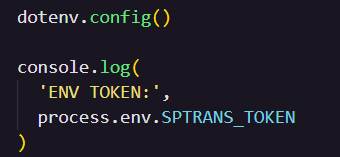 dotenv.config()
console.log(
'ENV TOKEN:',
process.env.SPTRANS_TOKEN
)